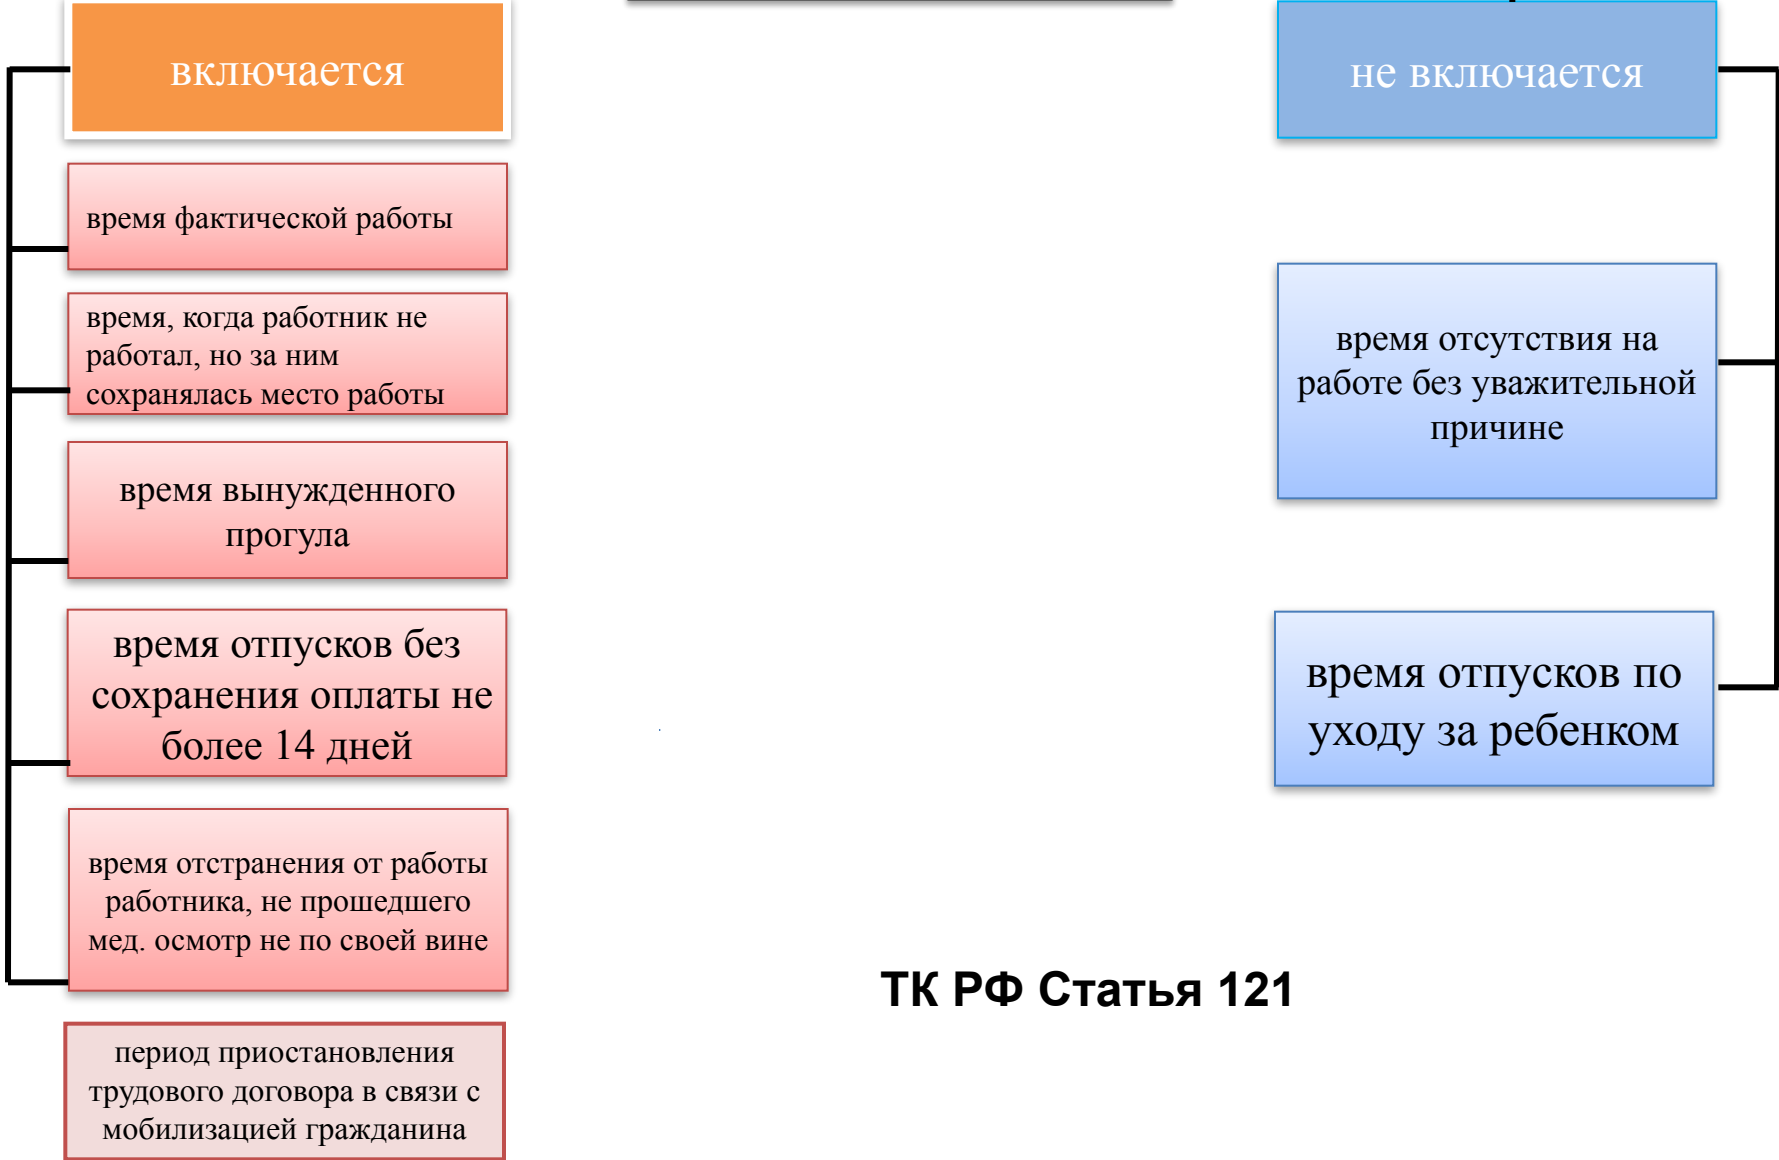 включается
время фактической работы
время, когда работник не
работал, но за ним
сохранялась место работы
время вынужденного
прогула
время отпусков без
сохранения оплаты не
более 14 дней
время отстранения от работы
работника, не прошедшего
мед. осмотр не по своей вине
период приостановления
трудового договора в связи с
мобилизацией гражданина
не включается
время отсутствия на
работе без уважительной
причине
время отпусков по
уходу за ребенком
ТК РФ Статья 121